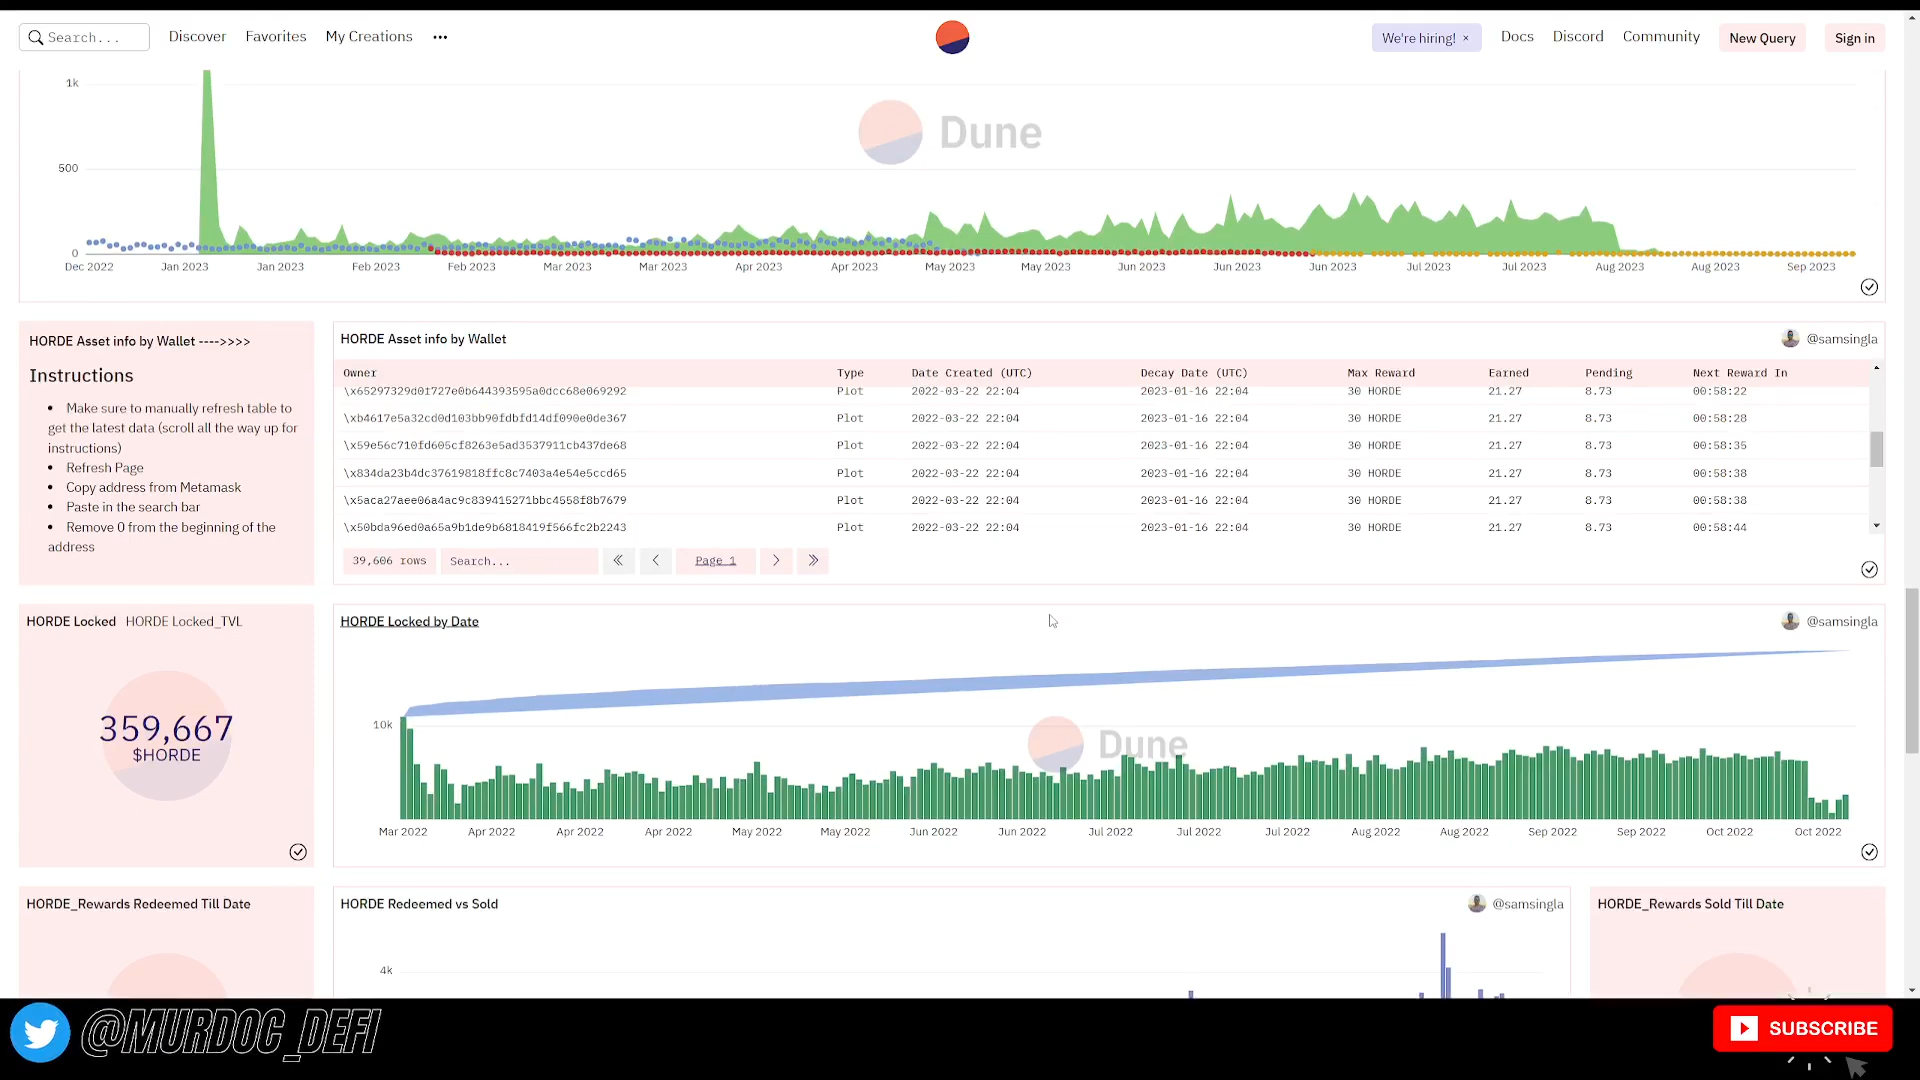 Search...
Discover
Favorites
My Creations
...
We're hiring! ×
Docs
Discord
Community
New Query
Sign in
1k
500
0
Dune
Dec 2022 Jan 2023 Jan 2023 Feb 2023 Feb 2023 Mar 2023 Mar 2023 Apr 2023 Apr 2023 May 2023 May 2023 Jun 2023 Jun 2023 Jun 2023 Jul 2023 Jul 2023 Aug 2023 Aug 2023 Sep 2023
HORDE Asset info by Wallet ---->>>>
Instructions
• Make sure to manually refresh table to
get the latest data (scroll all the way up for
instructions)
• Refresh Page
• Copy address from Metamask
• Paste in the search bar
• Remove 0 from the beginning of the
address
HORDE Asset info by Wallet
@samsingla
Owner Type Date Created (UTC) Decay Date (UTC) Max Reward Earned Pending Next Reward In
\x65297329d0f727e0b644393595a0dcc68e069292 Plot 2022-03-22 22:04 2023-01-16 22:04 30 HORDE 21.27 8.73 00:58:22
\xb4617e5a32cd0d103bb90fdbfd14df090e0de367 Plot 2022-03-22 22:04 2023-01-16 22:04 30 HORDE 21.27 8.73 00:58:28
\x59e56c710fd605cf8263e5ad3537911cb437de68 Plot 2022-03-22 22:04 2023-01-16 22:04 30 HORDE 21.27 8.73 00:58:35
\x834da23b4dc37619818ffc8c7403a4e54e5ccd65 Plot 2022-03-22 22:04 2023-01-16 22:04 30 HORDE 21.27 8.73 00:58:38
\x5aca27aee06a4ac9c839415271bbc4558f8b7679 Plot 2022-03-22 22:04 2023-01-16 22:04 30 HORDE 21.27 8.73 00:58:38
\x50bda96ed0a65a9b1de9b6818419f566fc2b2243 Plot 2022-03-22 22:04 2023-01-16 22:04 30 HORDE 21.27 8.73 00:58:44
39,606 rows Search... Page 1
HORDE Locked HORDE Locked_TVL
359,667
$HORDE
HORDE Locked by Date
@samsingla
10k
Dune
Mar 2022 Apr 2022 Apr 2022 Apr 2022 May 2022 May 2022 Jun 2022 Jun 2022 Jul 2022 Jul 2022 Jul 2022 Aug 2022 Aug 2022 Sep 2022 Sep 2022 Oct 2022 Oct 2022
HORDE_Rewards Redeemed Till Date
HORDE Redeemed vs Sold
@samsingla
4k
HORDE_Rewards Sold Till Date
@MURDOC_DEFI
SUBSCRIBE